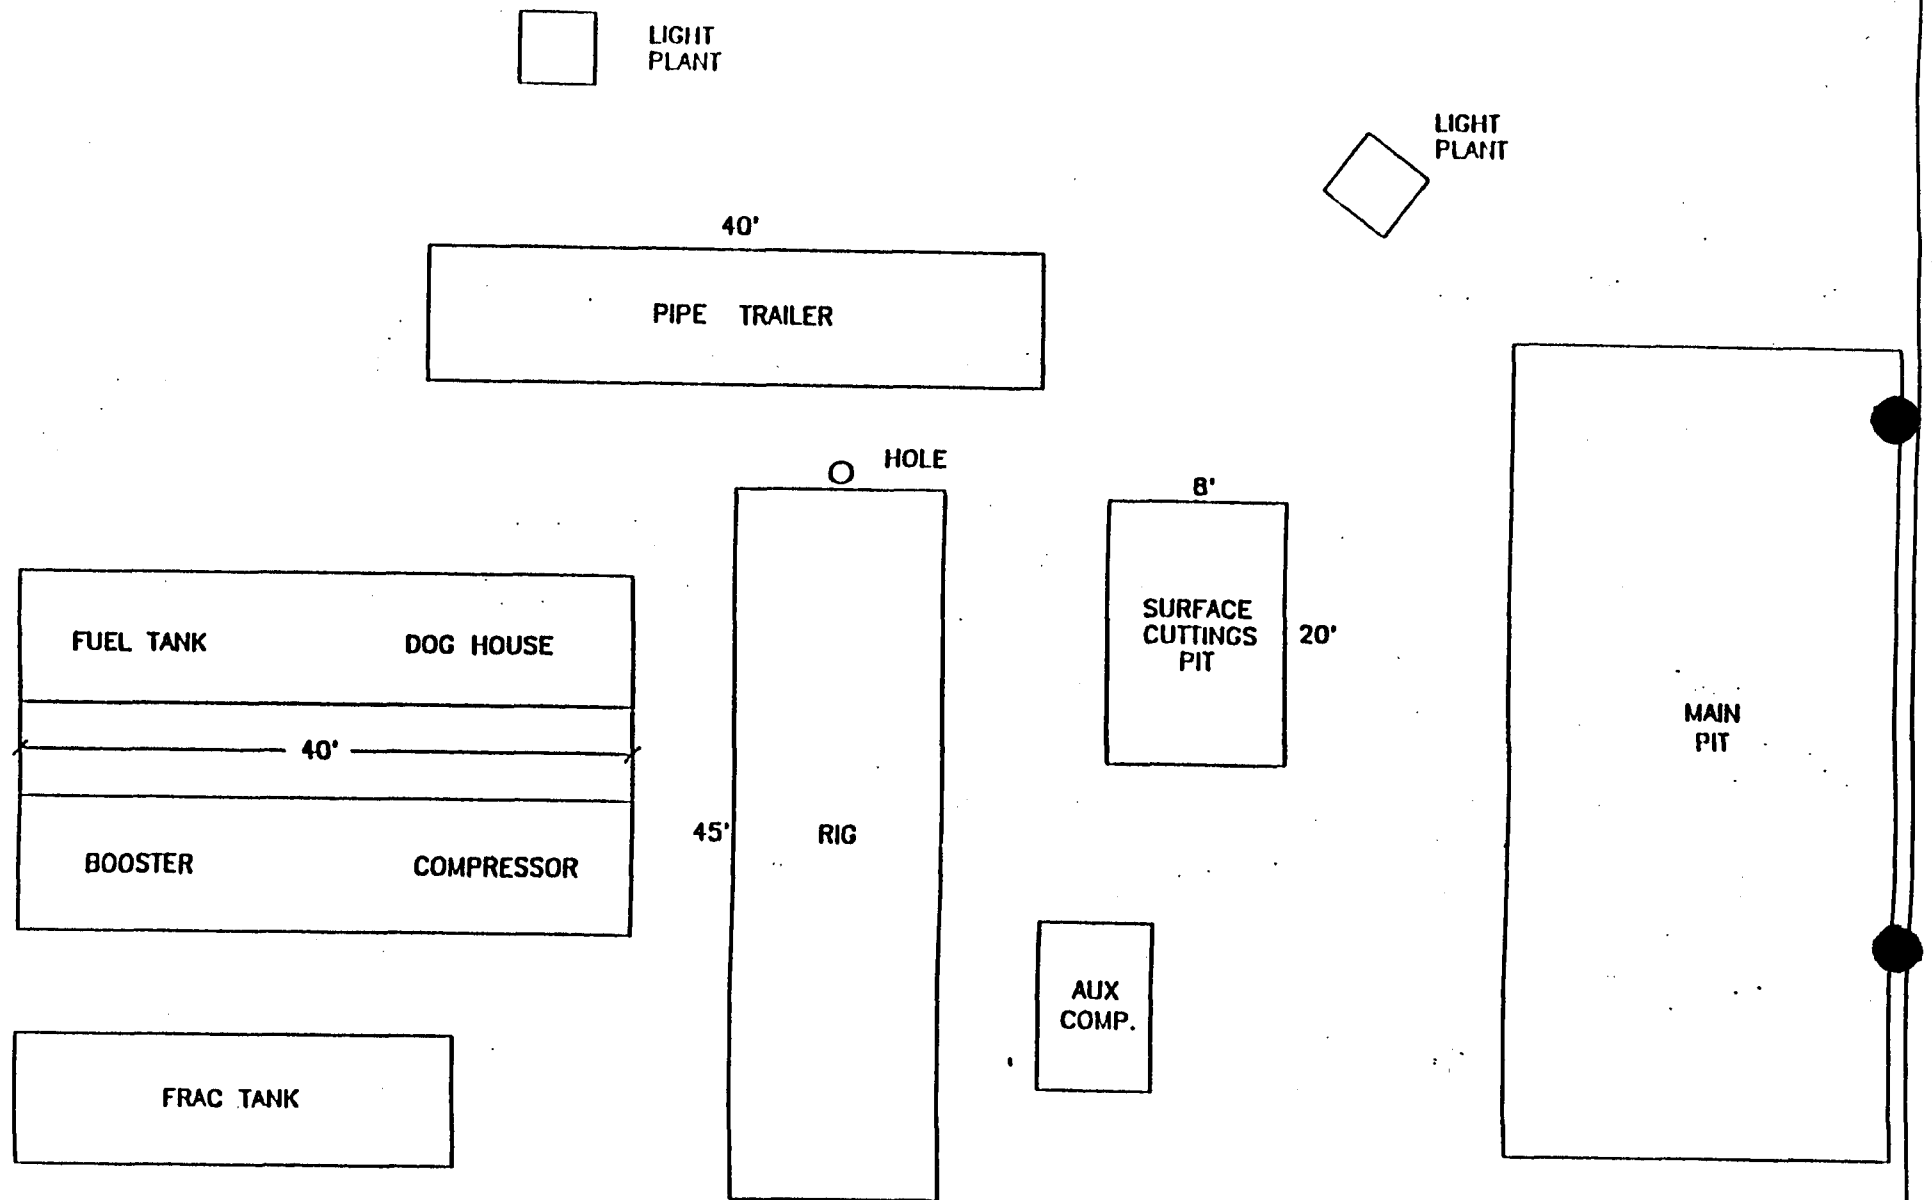 LIGHT
PLANT
LIGHT
PLANT
40'
PIPE TRAILER
HOLE
8'
SURFACE
CUTTINGS
PIT
20'
FUEL TANK DOG HOUSE
40'
MAIN
PIT
45'
RIG
BOOSTER COMPRESSOR
AUX
COMP.
FRAC TANK